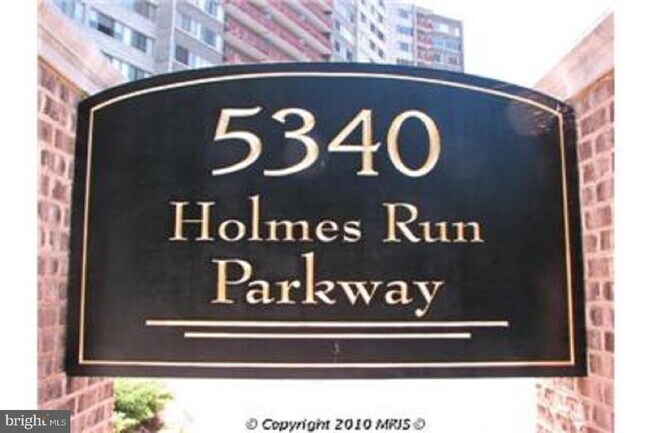 5340
Holmes Run
Parkway
© Copyright 2010 MRIS ©
bright MLS